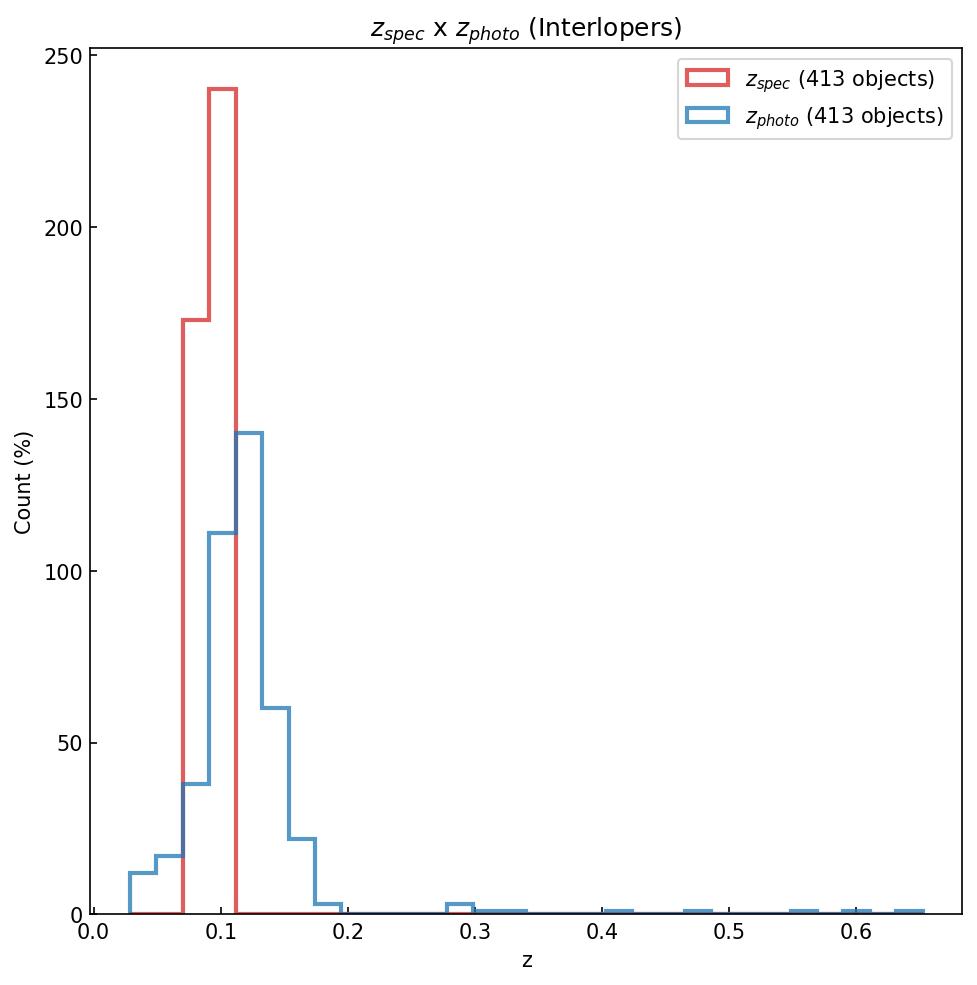 z_spec x z_photo (Interlopers)
z_spec (413 objects)
z_photo (413 objects)
250
200
150
100
50
0
Count (%)
0.0 0.1 0.2 0.3 0.4 0.5 0.6
z